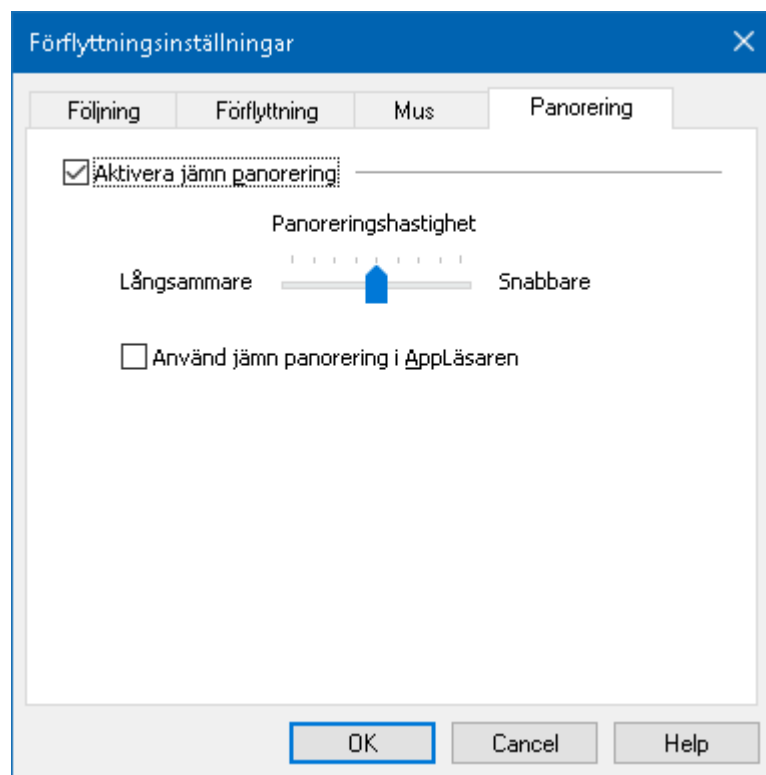 Förflyttningsinställningar
Följning Förflyttning Mus Panorering
Aktivera jämn panorering
Panoreringshastighet
Långsammare Snabbare
Använd jämn panorering i AppLäsaren
OK Cancel Help